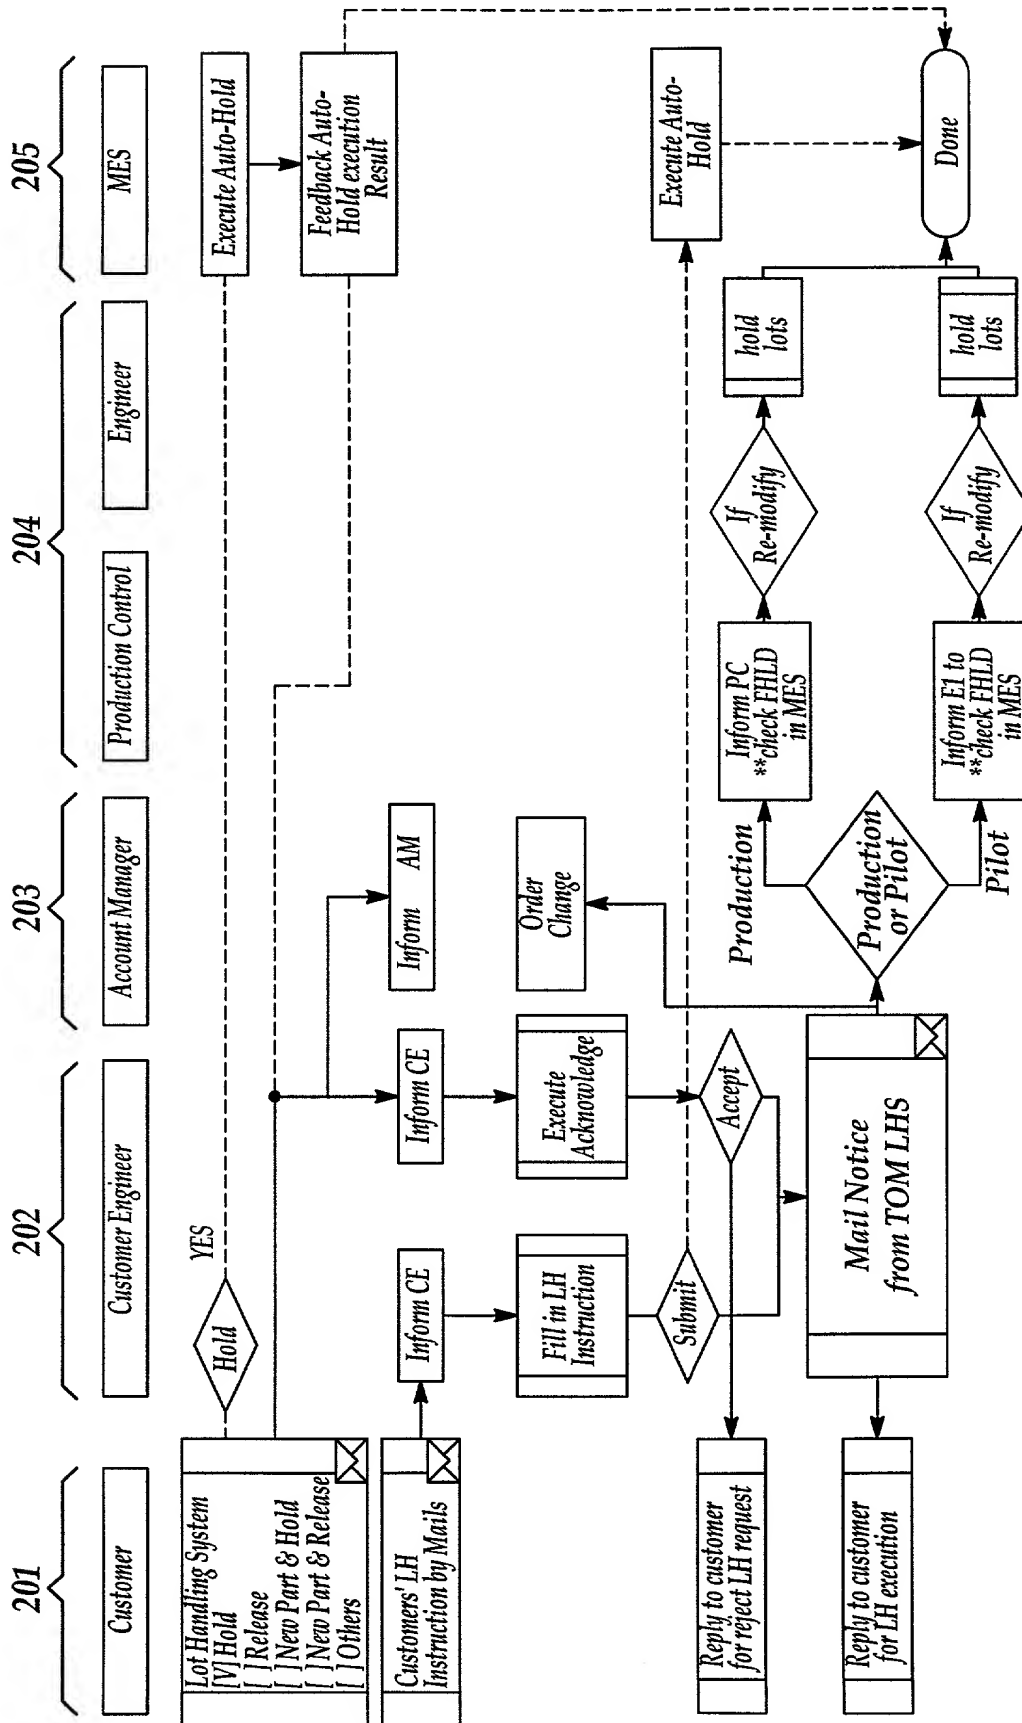 201
202
203
204
205
Customer
Customer Engineer
Account Manager
Production Control
Engineer
MES
Lot Handling System
[V] Hold
[ ] Release
[ ] New Part & Hold
[ ] New Part & Release
[ ] Others
Hold
YES
Execute Auto-Hold
Feedback Auto-
Hold execution
Result
Customers' LH
Instruction by Mails
Inform CE
Inform CE
Inform AM
Fill in LH
Instruction
Execute
Acknowledge
Order
Change
Submit
Accept
Execute Auto-
Hold
Reply to customer
for reject LH request
Mail Notice
from TOM LHS
Reply to customer
for LH execution
Production
or Pilot
Production
Pilot
Inform PC
**check FHLD
in MES
If
Re-modify
hold
lots
Inform E1 to
**check FHLD
in MES
If
Re-modify
hold
lots
Done